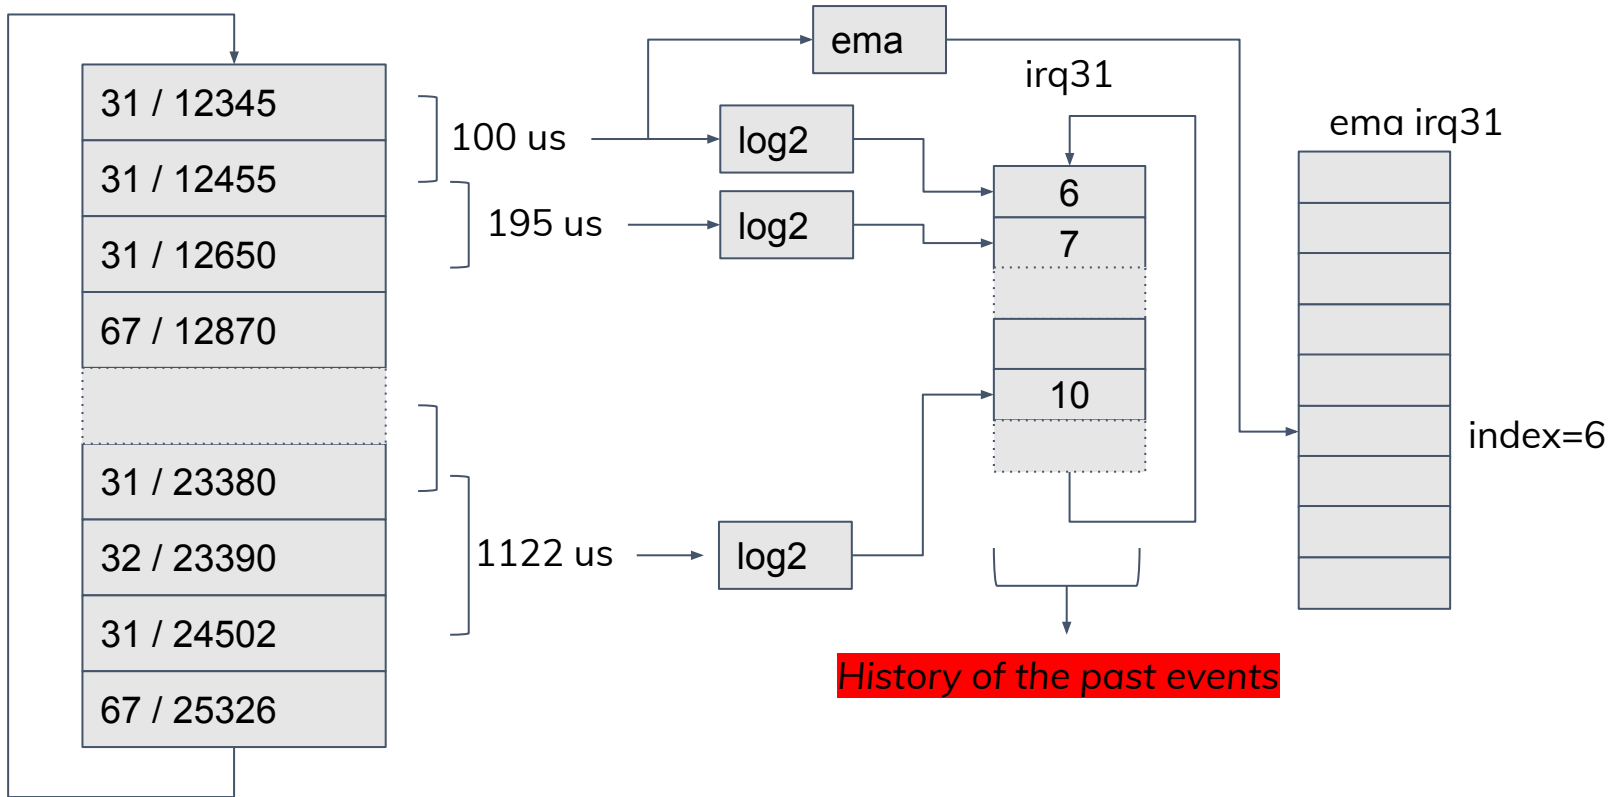 31 / 12345
31 / 12455
31 / 12650
67 / 12870
31 / 23380
32 / 23390
31 / 24502
67 / 25326
100 us
195 us
1122 us
ema
log2
log2
log2
irq31
6
7
10
History of the past events
ema irq31
index=6